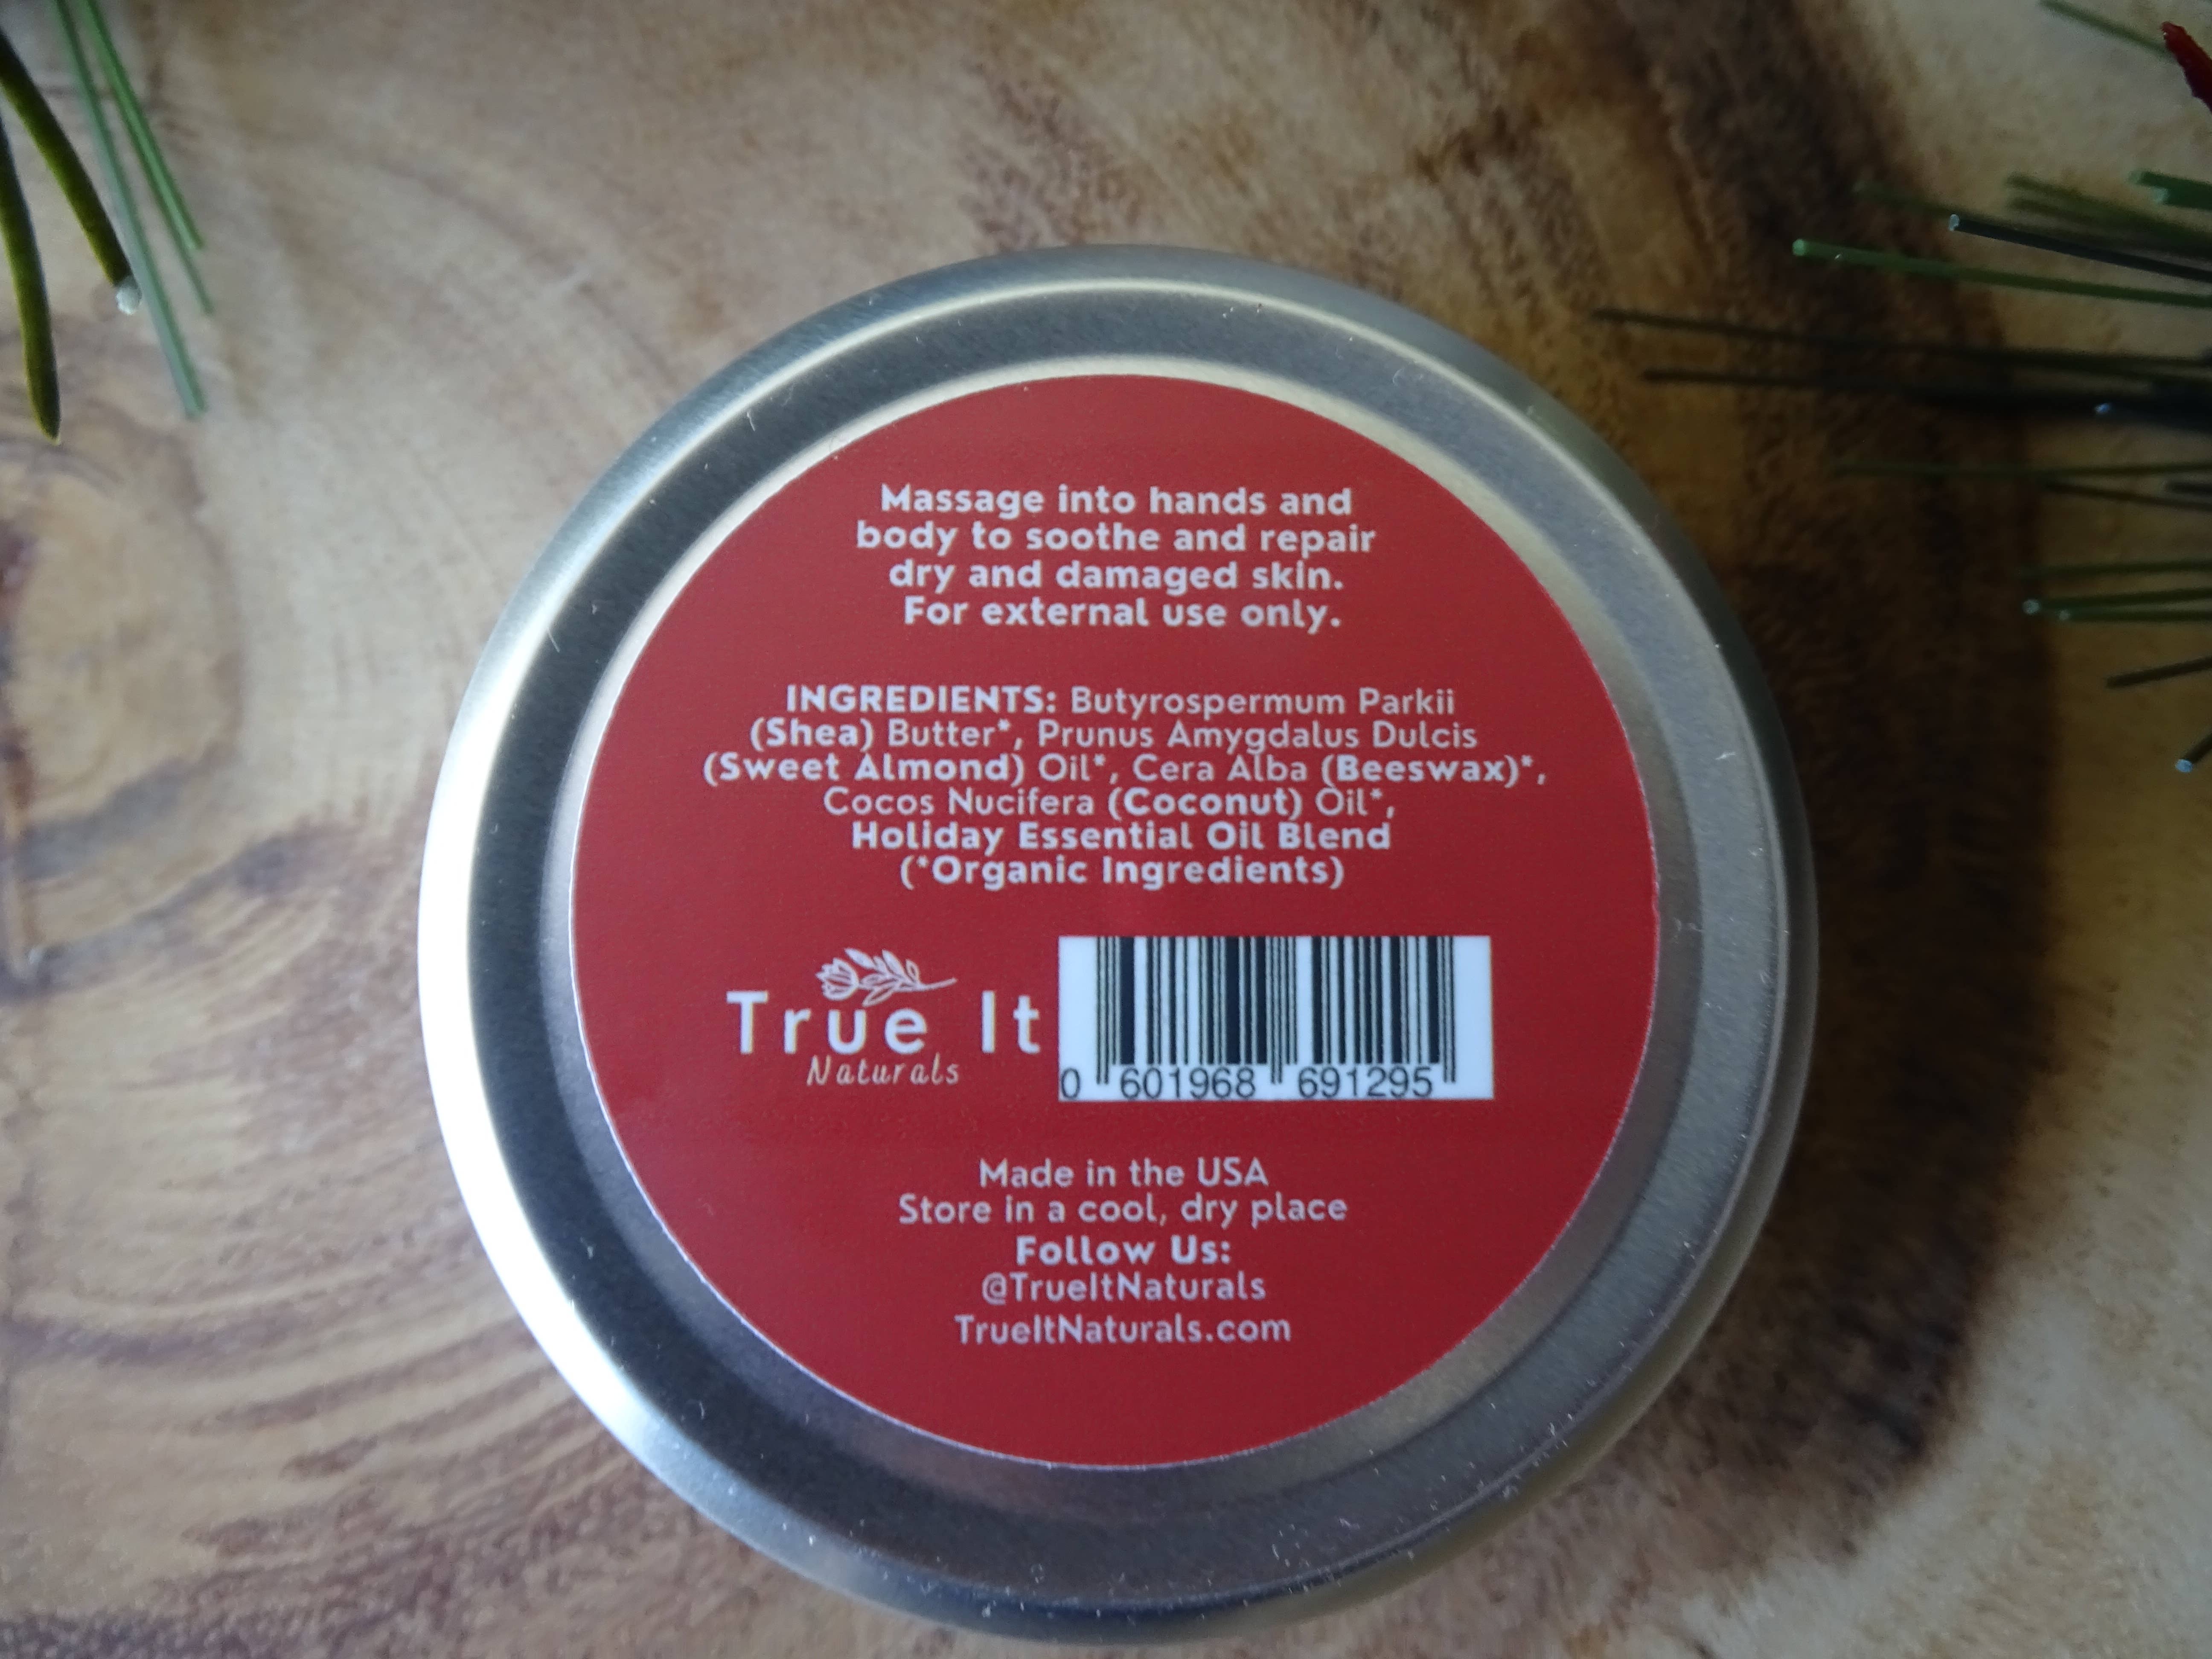 Massage into hands and
body to soothe and repair
dry and damaged skin.
For external use only.
INGREDIENTS: Butyrospermum Parkii
(Shea) Butter*, Prunus Amygdalus Dulcis
(Sweet Almond) Oil*, Cera Alba (Beeswax)*,
Cocos Nucifera (Coconut) Oil*,
Holiday Essential Oil Blend
(*Organic Ingredients)
True It
Naturals
0 601968 691295
Made in the USA
Store in a cool, dry place
Follow Us:
@TrueItNaturals
TrueItNaturals.com